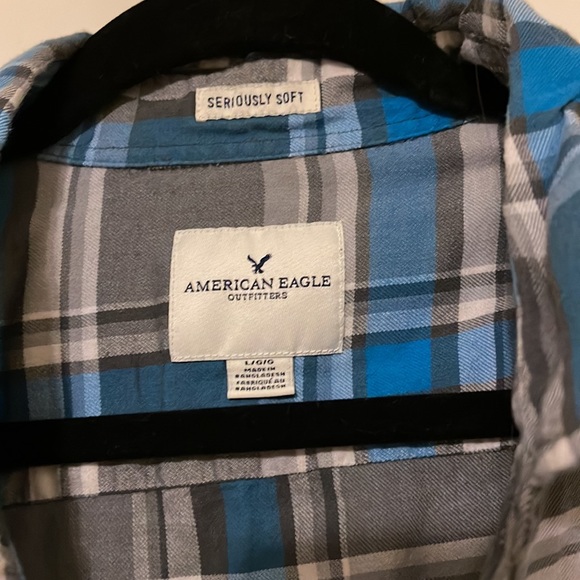 SERIOUSLY SOFT
AMERICAN EAGLE
OUTFITTERS
L/G/G
MADE IN
BANGLADESH
FABRIQUÉ AU
BANGLADESH